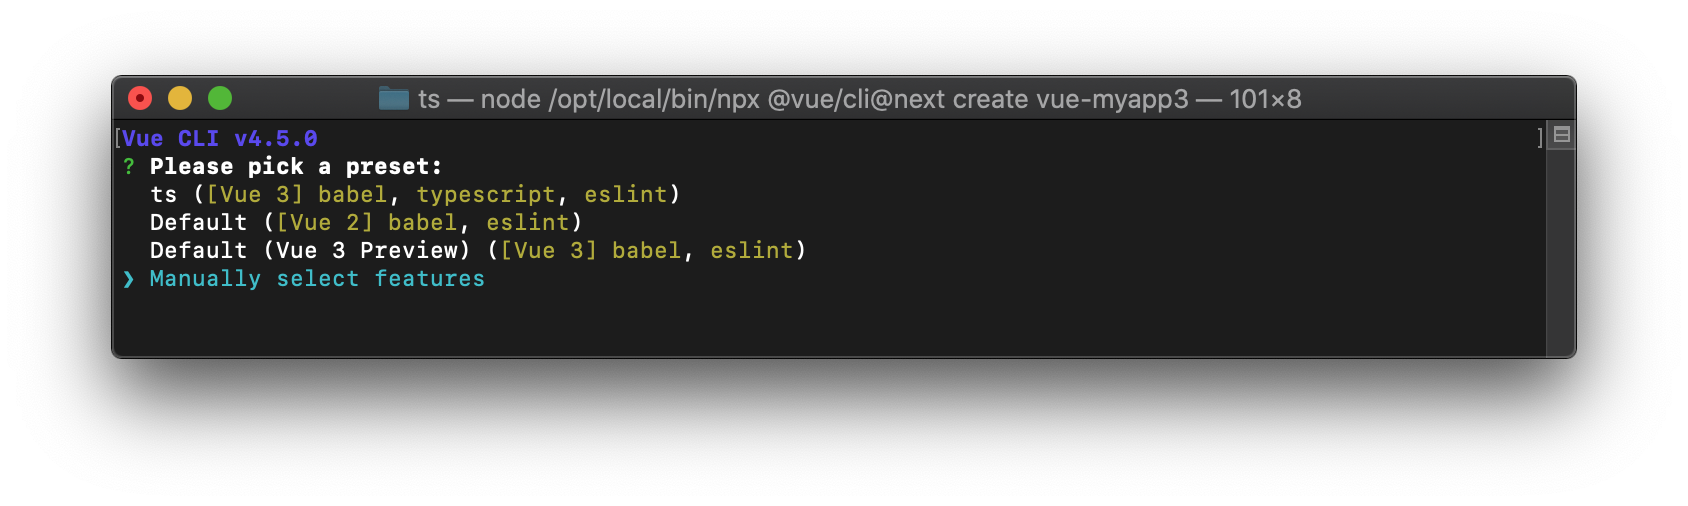 ts — node /opt/local/bin/npx @vue/cli@next create vue-myapp3 — 101×8
[Vue CLI v4.5.0 ]
? Please pick a preset:
ts ([Vue 3] babel, typescript, eslint)
Default ([Vue 2] babel, eslint)
Default (Vue 3 Preview) ([Vue 3] babel, eslint)
❯ Manually select features